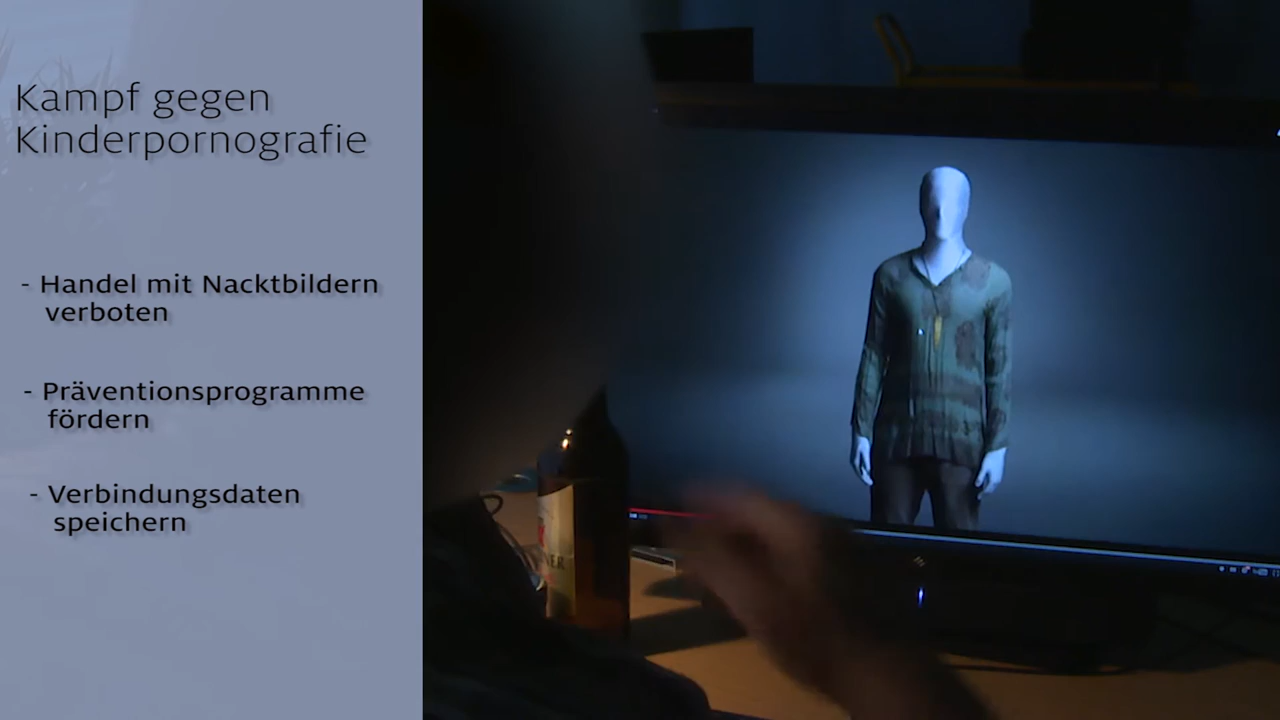 Kampf gegen
Kinderpornografie
- Handel mit Nacktbildern
verboten
- Präventionsprogramme
fördern
- Verbindungsdaten
speichern